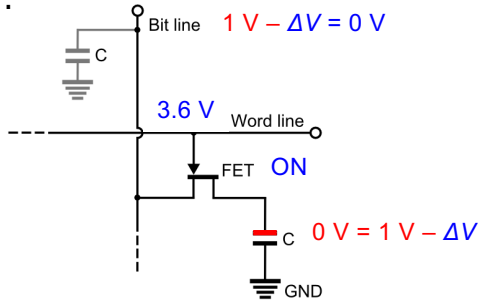 Bit line 1 V – ΔV = 0 V
C
3.6 V
Word line
FET ON
C 0 V = 1 V – ΔV
GND